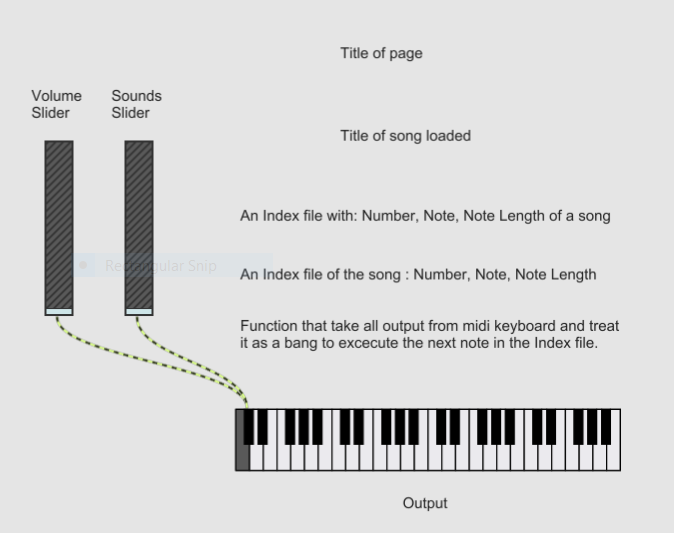 Title of page
Volume
Slider
Sounds
Slider
Title of song loaded
An Index file with: Number, Note, Note Length of a song
Rectangular Snip
An Index file of the song : Number, Note, Note Length
Function that take all output from midi keyboard and treat
it as a bang to excecute the next note in the Index file.
Output